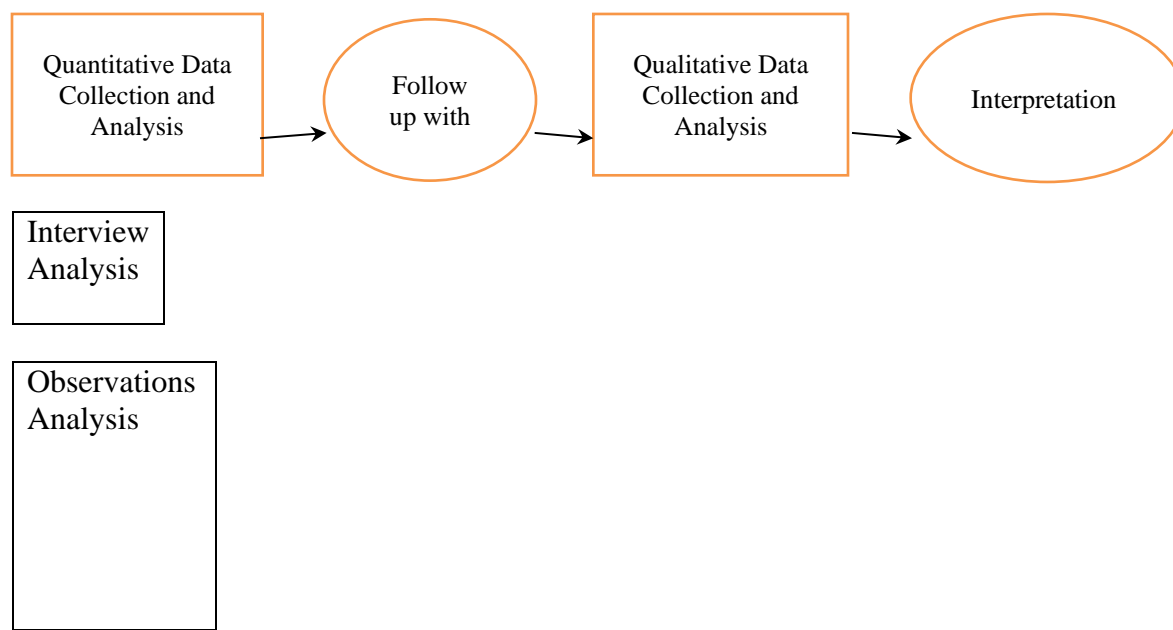 Quantitative Data
Collection and
Analysis
Follow
up with
Qualitative Data
Collection and
Analysis
Interpretation
Interview
Analysis
Observations
Analysis